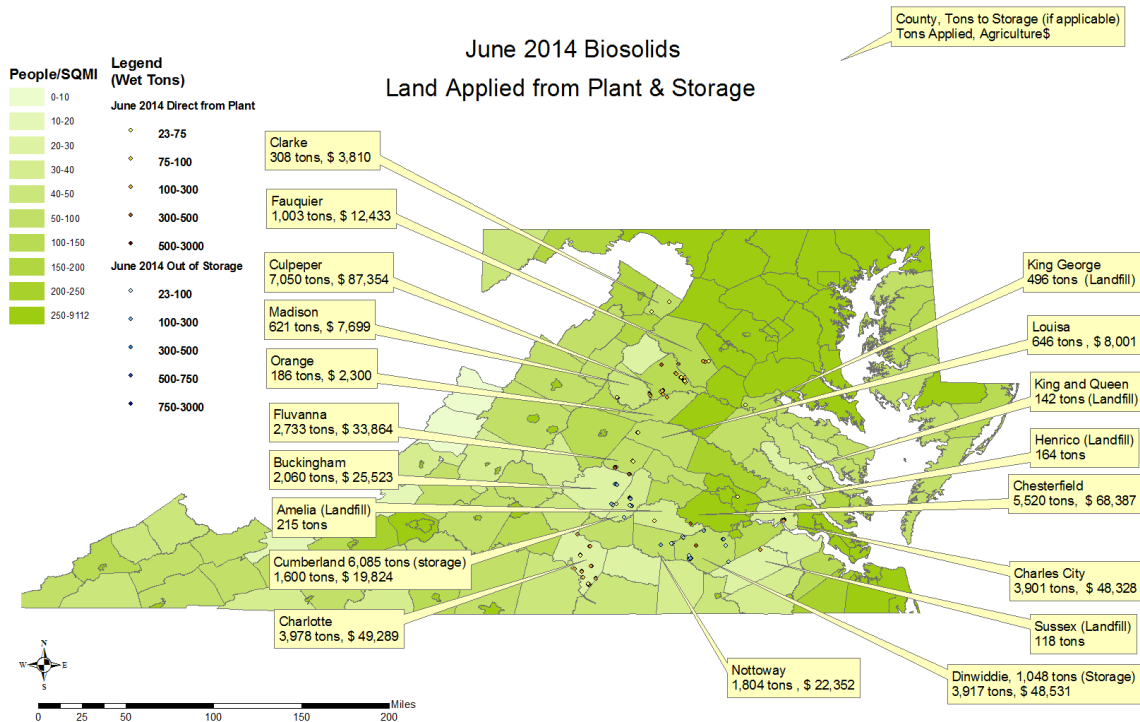 County, Tons to Storage (if applicable)
Tons Applied, Agriculture$
June 2014 Biosolids
Land Applied from Plant & Storage
People/SQMI
0-10
10-20
20-30
30-40
40-50
50-100
100-150
150-200
200-250
250-9112
Legend
(Wet Tons)
June 2014 Direct from Plant
23-75
75-100
100-300
300-500
500-3000
June 2014 Out of Storage
23-100
100-300
300-500
500-750
750-3000
Clarke
308 tons, $ 3,810
Fauquier
1,003 tons, $ 12,433
Culpeper
7,050 tons, $ 87,354
Madison
621 tons, $ 7,699
Orange
186 tons, $ 2,300
Fluvanna
2,733 tons, $ 33,864
Buckingham
2,060 tons, $ 25,523
Amelia (Landfill)
215 tons
Cumberland 6,085 tons (storage)
1,600 tons, $ 19,824
Charlotte
3,978 tons, $ 49,289
King George
496 tons (Landfill)
Louisa
646 tons , $ 8,001
King and Queen
142 tons (Landfill)
Henrico (Landfill)
164 tons
Chesterfield
5,520 tons, $ 68,387
Charles City
3,901 tons, $ 48,328
Sussex (Landfill)
118 tons
Dinwiddie, 1,048 tons (Storage)
3,917 tons, $ 48,531
Nottoway
1,804 tons , $ 22,352
N
W E
S
Miles
0 25 50 100 150 200